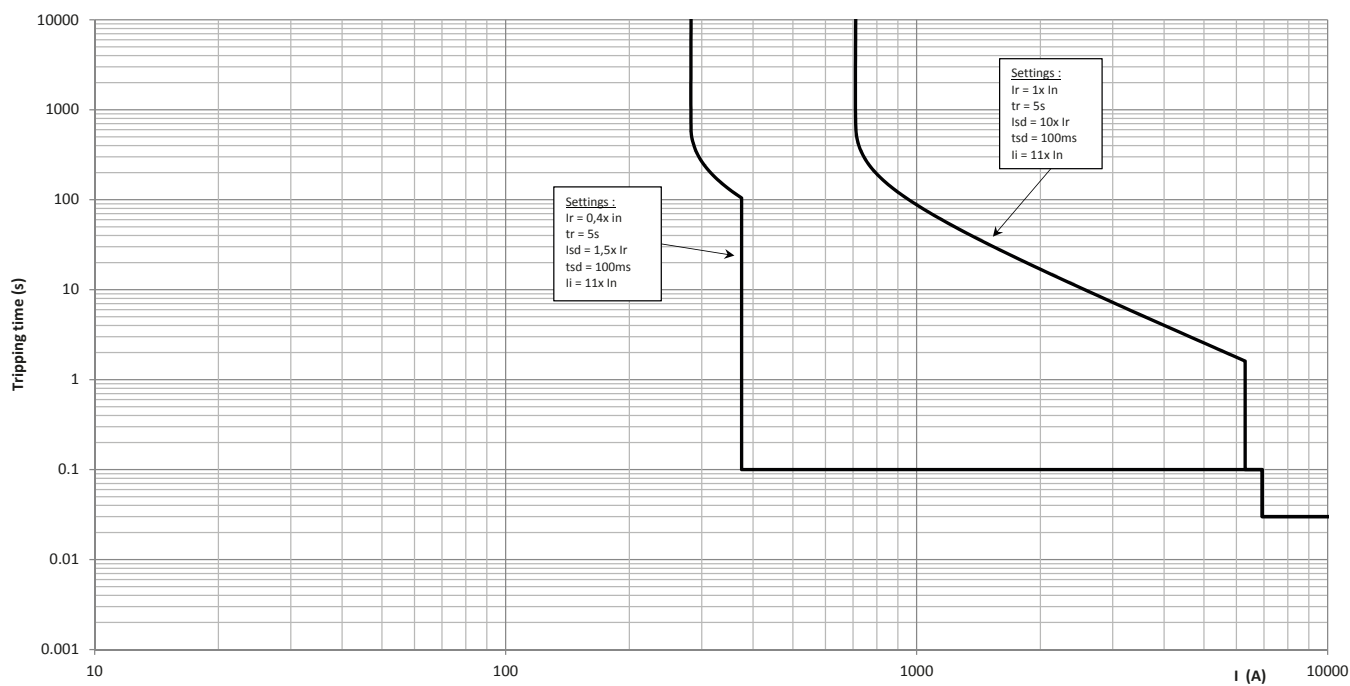 10000
1000
100
10
1
0.1
0.01
0.001
Tripping time (s)
Settings :
Ir = 0,4x in
tr = 5s
Isd = 1,5x Ir
tsd = 100ms
Ii = 11x In
Settings :
Ir = 1x In
tr = 5s
Isd = 10x Ir
tsd = 100ms
Ii = 11x In
10
100
1000
10000
I (A)